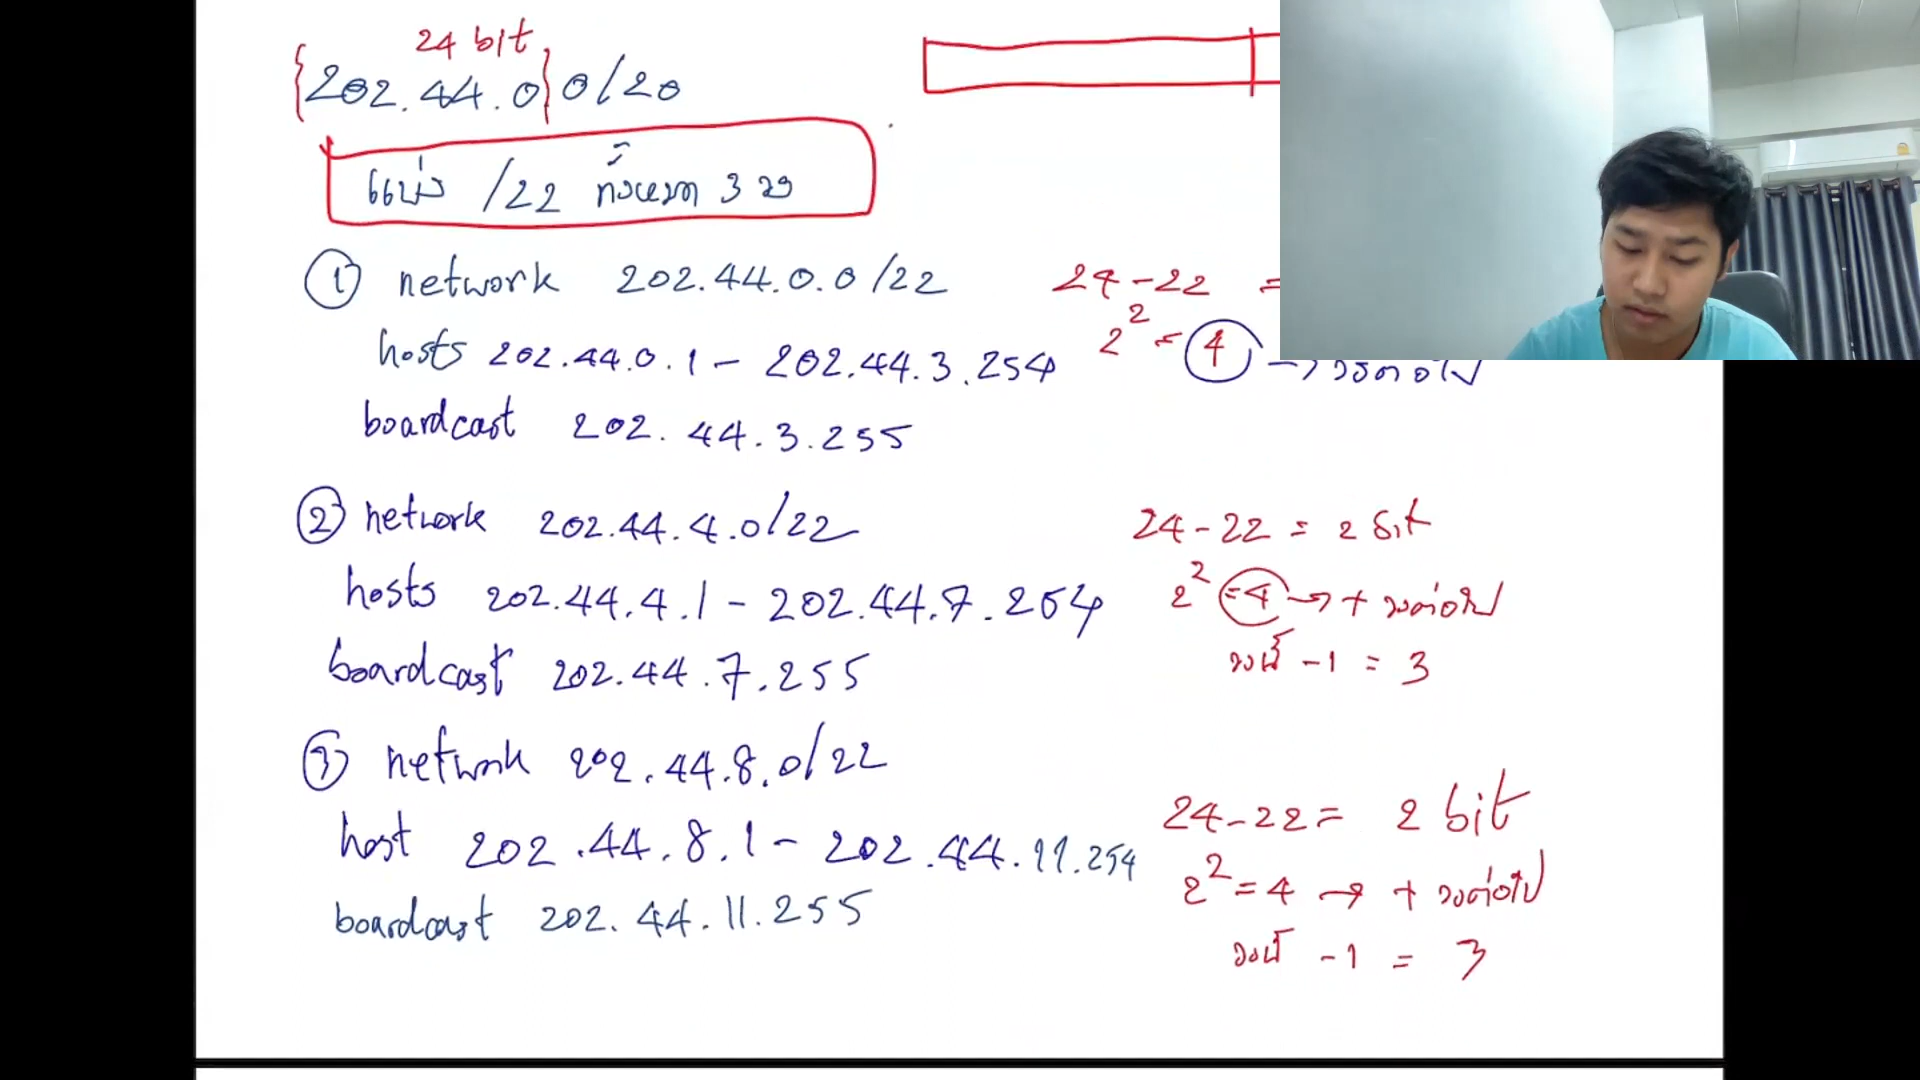 24 bit
202.44.0.0/20
แบ่ง /22 ทั้งหมด 3 วง
① network 202.44.0.0/22
24-22 =
hosts 202.44.0.1 - 202.44.3.254
2² = 4 → วงต่อไป
boardcast 202.44.3.255
② network 202.44.4.0/22
24-22 = 2 bit
hosts 202.44.4.1 - 202.44.7.254
2² = 4 → + วงต่อไป
boardcast 202.44.7.255
วงนี้ -1 = 3
③ network 202.44.8.0/22
24-22 = 2 bit
host 202.44.8.1 - 202.44.11.254
2² = 4 → + วงต่อไป
boardcast 202.44.11.255
วงนี้ -1 = 3